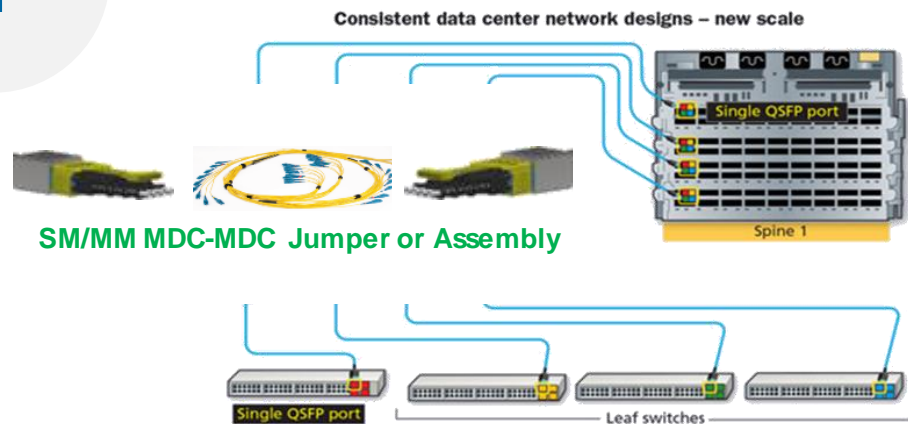 Consistent data center network designs – new scale
Single QSFP port
SM/MM MDC-MDC Jumper or Assembly
Spine 1
Single QSFP port
Leaf switches